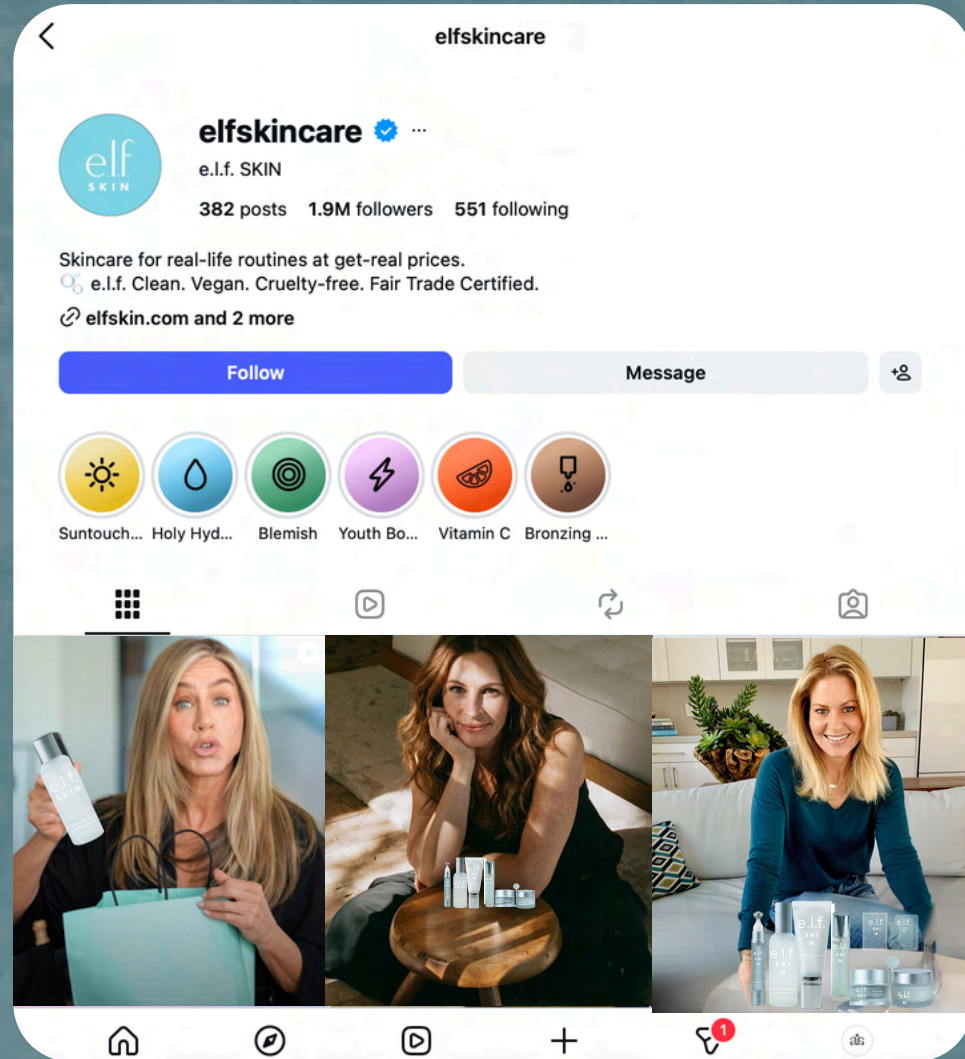 elfskincare
elfskincare
e.l.f. SKIN
382 posts 1.9M followers 551 following
Skincare for real-life routines at get-real prices.
e.l.f. Clean. Vegan. Cruelty-free. Fair Trade Certified.
elfskin.com and 2 more
Follow
Message
Suntouch... Holy Hyd... Blemish Youth Bo... Vitamin C Bronzing ...
e.l.f.
SKIN
e.l.f.
SKI
N
e.l.f.
SKI
N
1